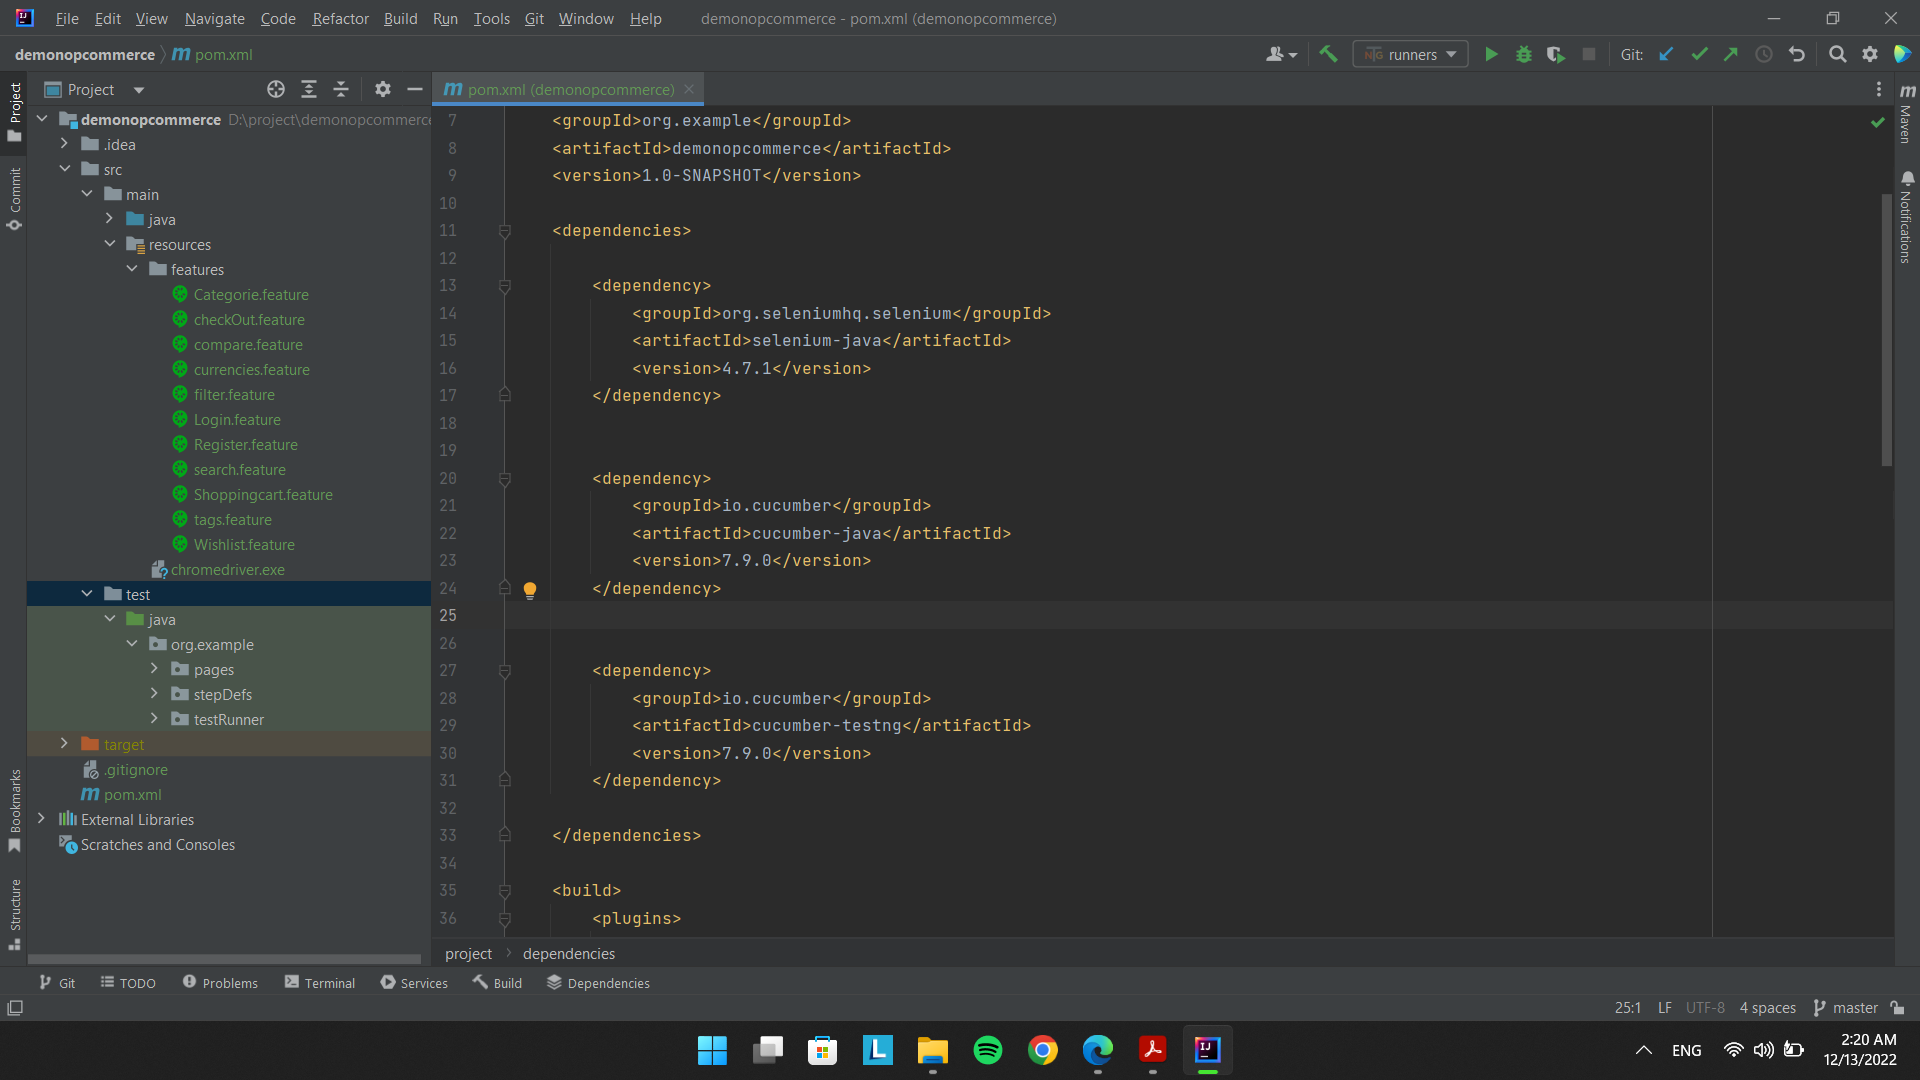 File Edit View Navigate Code Refactor Build Run Tools Git Window Help demonopcommerce - pom.xml (demonopcommerce)
demonopcommerce pom.xml
runners Git:
Project
pom.xml (demonopcommerce)
Project
Commit
Bookmarks
Structure
demonopcommerce D:\project\demonopcommerce
.idea
src
main
java
resources
features
Categorie.feature
checkOut.feature
compare.feature
currencies.feature
filter.feature
Login.feature
Register.feature
search.feature
Shoppingcart.feature
tags.feature
Wishlist.feature
chromedriver.exe
test
java
org.example
pages
stepDefs
testRunner
target
.gitignore
pom.xml
External Libraries
Scratches and Consoles
7 <groupId>org.example</groupId>
8 <artifactId>demonopcommerce</artifactId>
9 <version>1.0-SNAPSHOT</version>
10
11 <dependencies>
12
13 <dependency>
14 <groupId>org.seleniumhq.selenium</groupId>
15 <artifactId>selenium-java</artifactId>
16 <version>4.7.1</version>
17 </dependency>
18
19
20 <dependency>
21 <groupId>io.cucumber</groupId>
22 <artifactId>cucumber-java</artifactId>
23 <version>7.9.0</version>
24 </dependency>
25
26
27 <dependency>
28 <groupId>io.cucumber</groupId>
29 <artifactId>cucumber-testng</artifactId>
30 <version>7.9.0</version>
31 </dependency>
32
33 </dependencies>
34
35 <build>
36 <plugins>
Maven
Notifications
project dependencies
Git TODO Problems Terminal Services Build Dependencies
25:1 LF UTF-8 4 spaces master
ENG
2:20 AM
12/13/2022